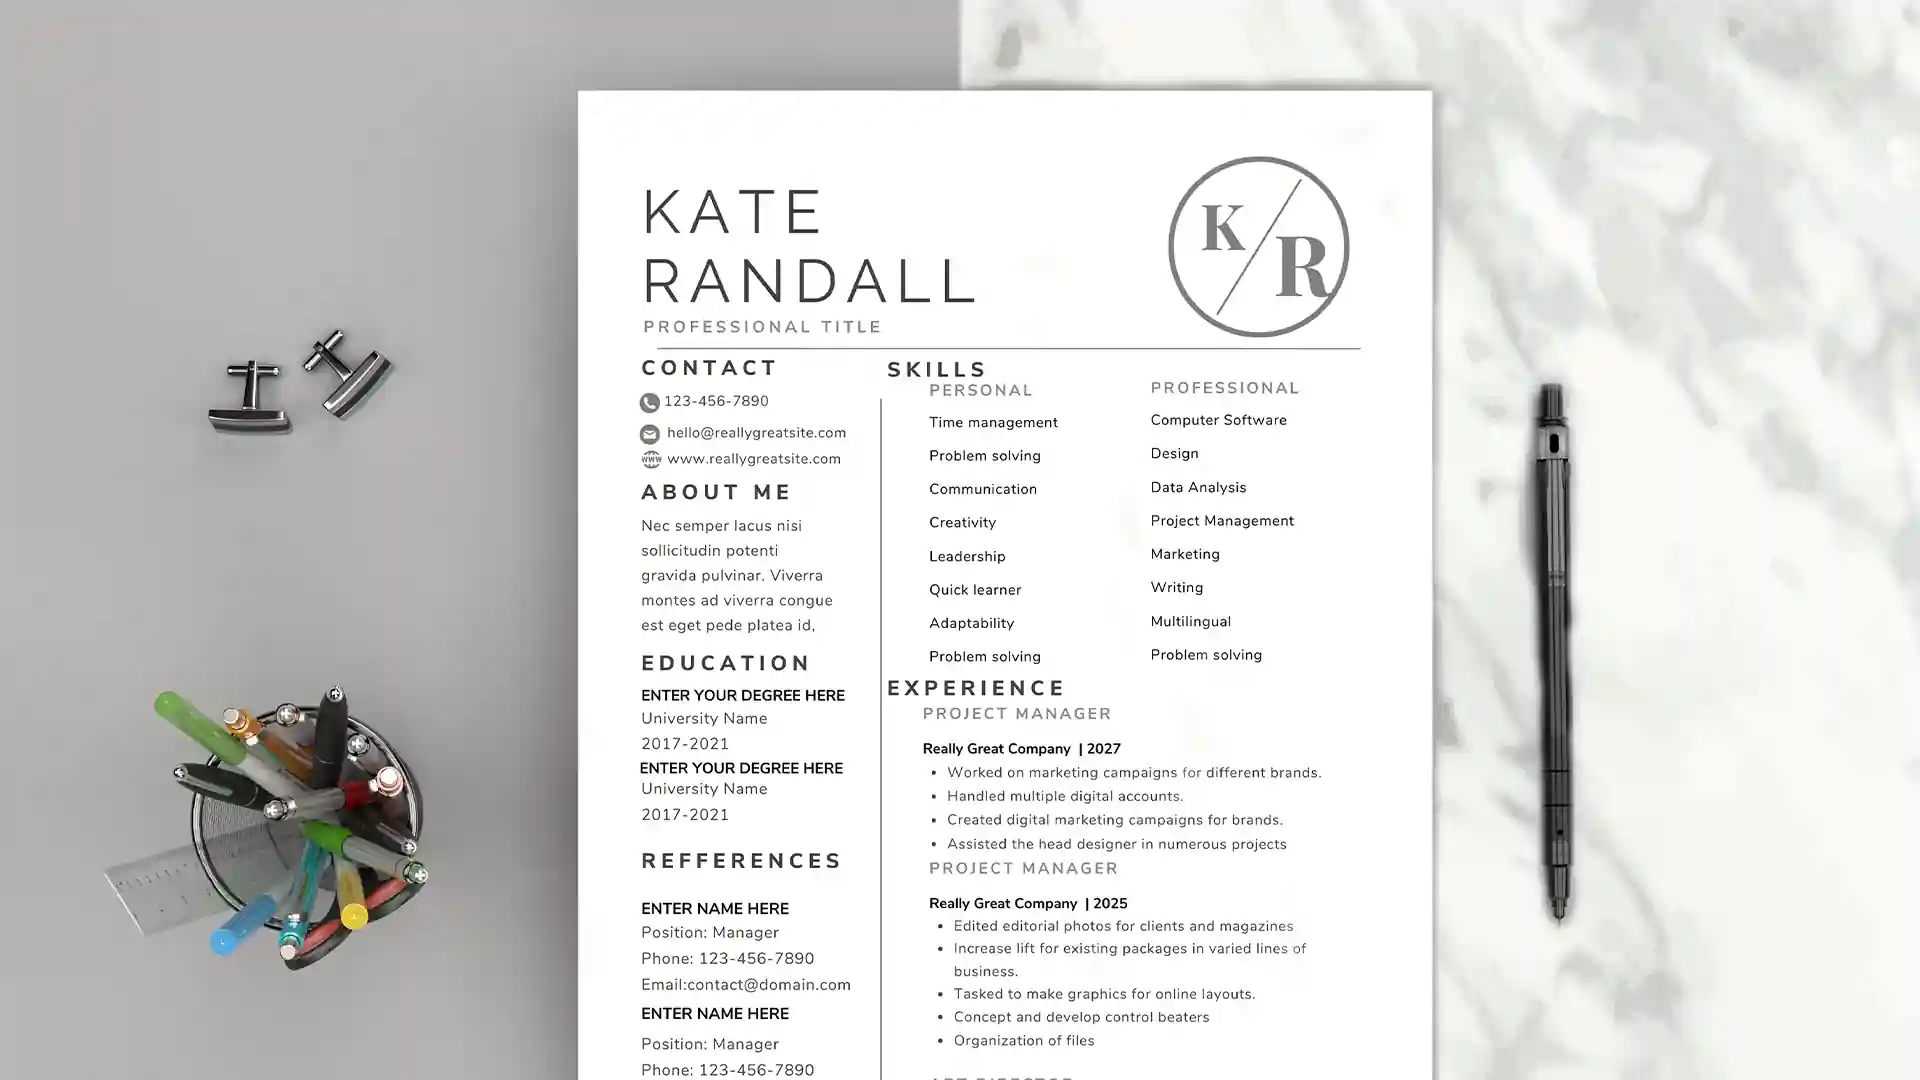 KATE
RANDALL
PROFESSIONAL TITLE
K
R
CONTACT
123-456-7890
hello@reallygreatsite.com
www www.reallygreatsite.com
ABOUT ME
Nec semper lacus nisi
sollicitudin potenti
gravida pulvinar. Viverra
montes ad viverra congue
est eget pede platea id,
EDUCATION
ENTER YOUR DEGREE HERE
University Name
2017-2021
ENTER YOUR DEGREE HERE
University Name
2017-2021
REFFERENCES
ENTER NAME HERE
Position: Manager
Phone: 123-456-7890
Email:contact@domain.com
ENTER NAME HERE
Position: Manager
Phone: 123-456-7890
SKILLS
PERSONAL
Time management
Problem solving
Communication
Creativity
Leadership
Quick learner
Adaptability
Problem solving
PROFESSIONAL
Computer Software
Design
Data Analysis
Project Management
Marketing
Writing
Multilingual
Problem solving
EXPERIENCE
PROJECT MANAGER
Really Great Company | 2027
• Worked on marketing campaigns for different brands.
• Handled multiple digital accounts.
• Created digital marketing campaigns for brands.
• Assisted the head designer in numerous projects
PROJECT MANAGER
Really Great Company | 2025
• Edited editorial photos for clients and magazines
• Increase lift for existing packages in varied lines of
business.
• Tasked to make graphics for online layouts.
• Concept and develop control beaters
• Organization of files